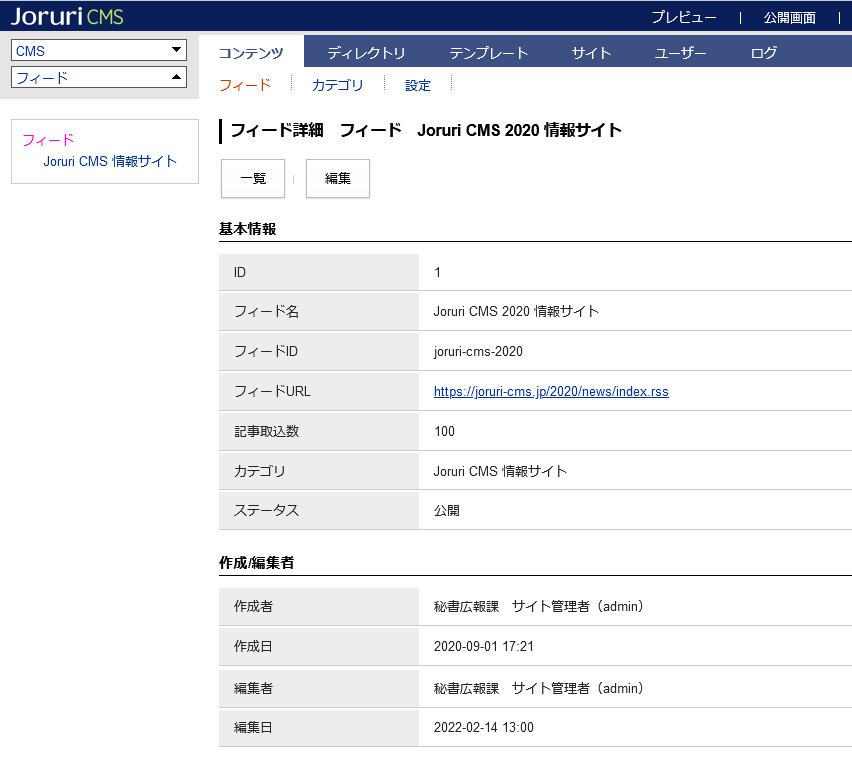 Joruri CMS
プレビュー | 公開画面 |
CMS
フィード
コンテンツ ディレクトリ テンプレート サイト ユーザー ログ
フィード カテゴリ 設定
フィード
Joruri CMS 情報サイト
フィード詳細　フィード　Joruri CMS 2020 情報サイト
一覧 編集
基本情報
ID 1
フィード名 Joruri CMS 2020 情報サイト
フィードID joruri-cms-2020
フィードURL https://joruri-cms.jp/2020/news/index.rss
記事取込数 100
カテゴリ Joruri CMS 情報サイト
ステータス 公開
作成/編集者
作成者 秘書広報課　サイト管理者（admin）
作成日 2020-09-01 17:21
編集者 秘書広報課　サイト管理者（admin）
編集日 2022-02-14 13:00